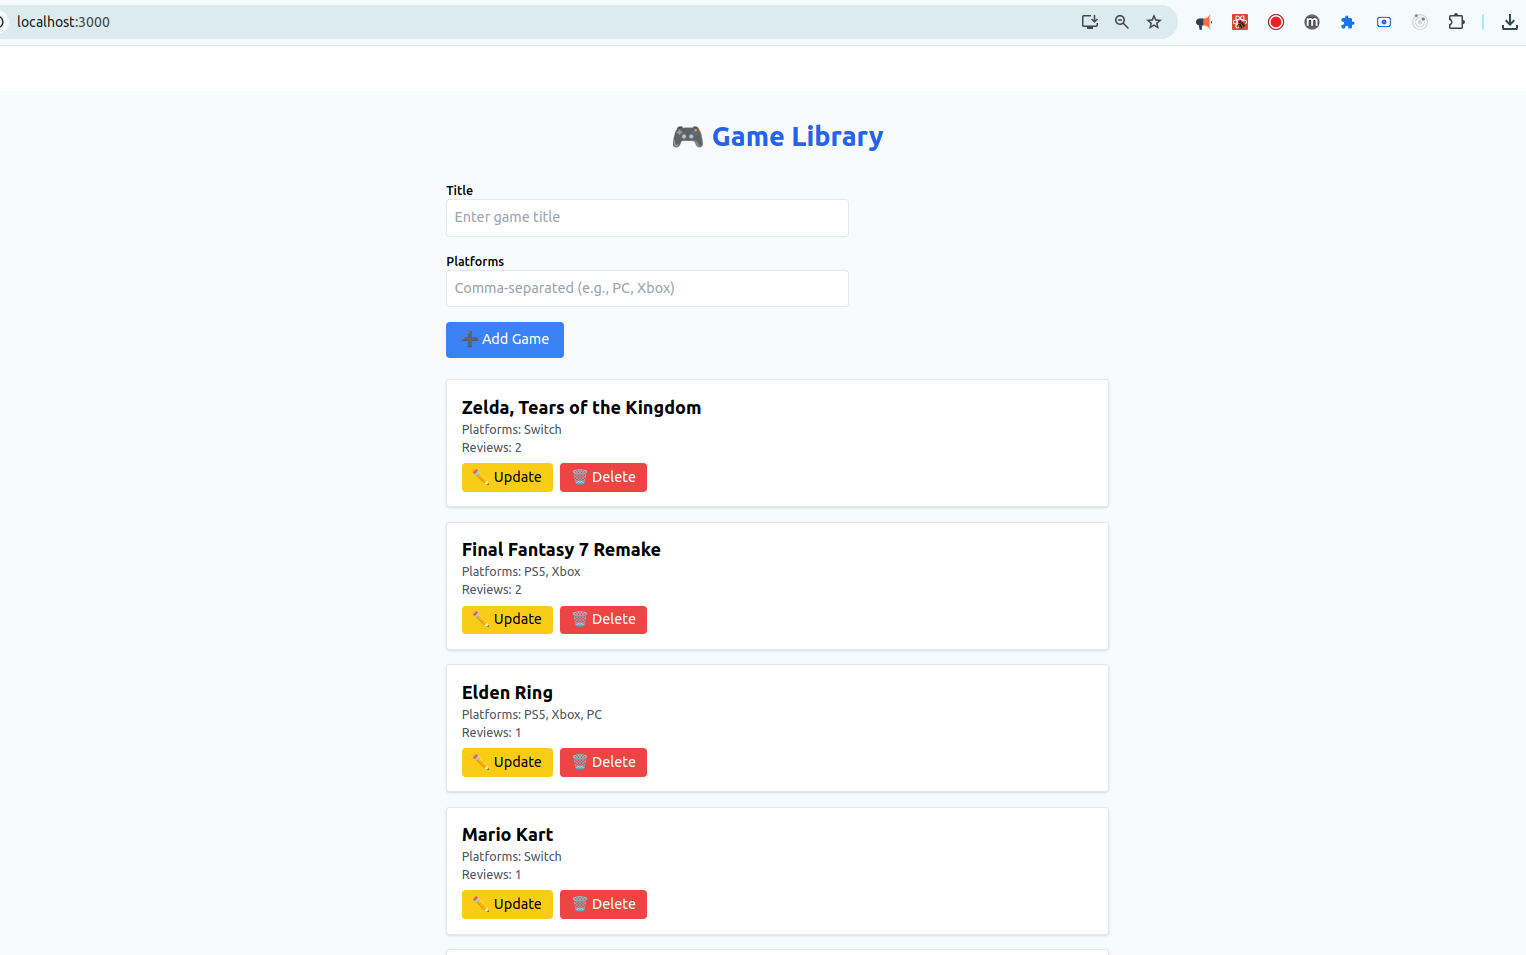 localhost:3000
🎮 Game Library
Title
Enter game title
Platforms
Comma-separated (e.g., PC, Xbox)
➕ Add Game
Zelda, Tears of the Kingdom
Platforms: Switch
Reviews: 2
✏️ Update 🗑️ Delete
Final Fantasy 7 Remake
Platforms: PS5, Xbox
Reviews: 2
✏️ Update 🗑️ Delete
Elden Ring
Platforms: PS5, Xbox, PC
Reviews: 1
✏️ Update 🗑️ Delete
Mario Kart
Platforms: Switch
Reviews: 1
✏️ Update 🗑️ Delete